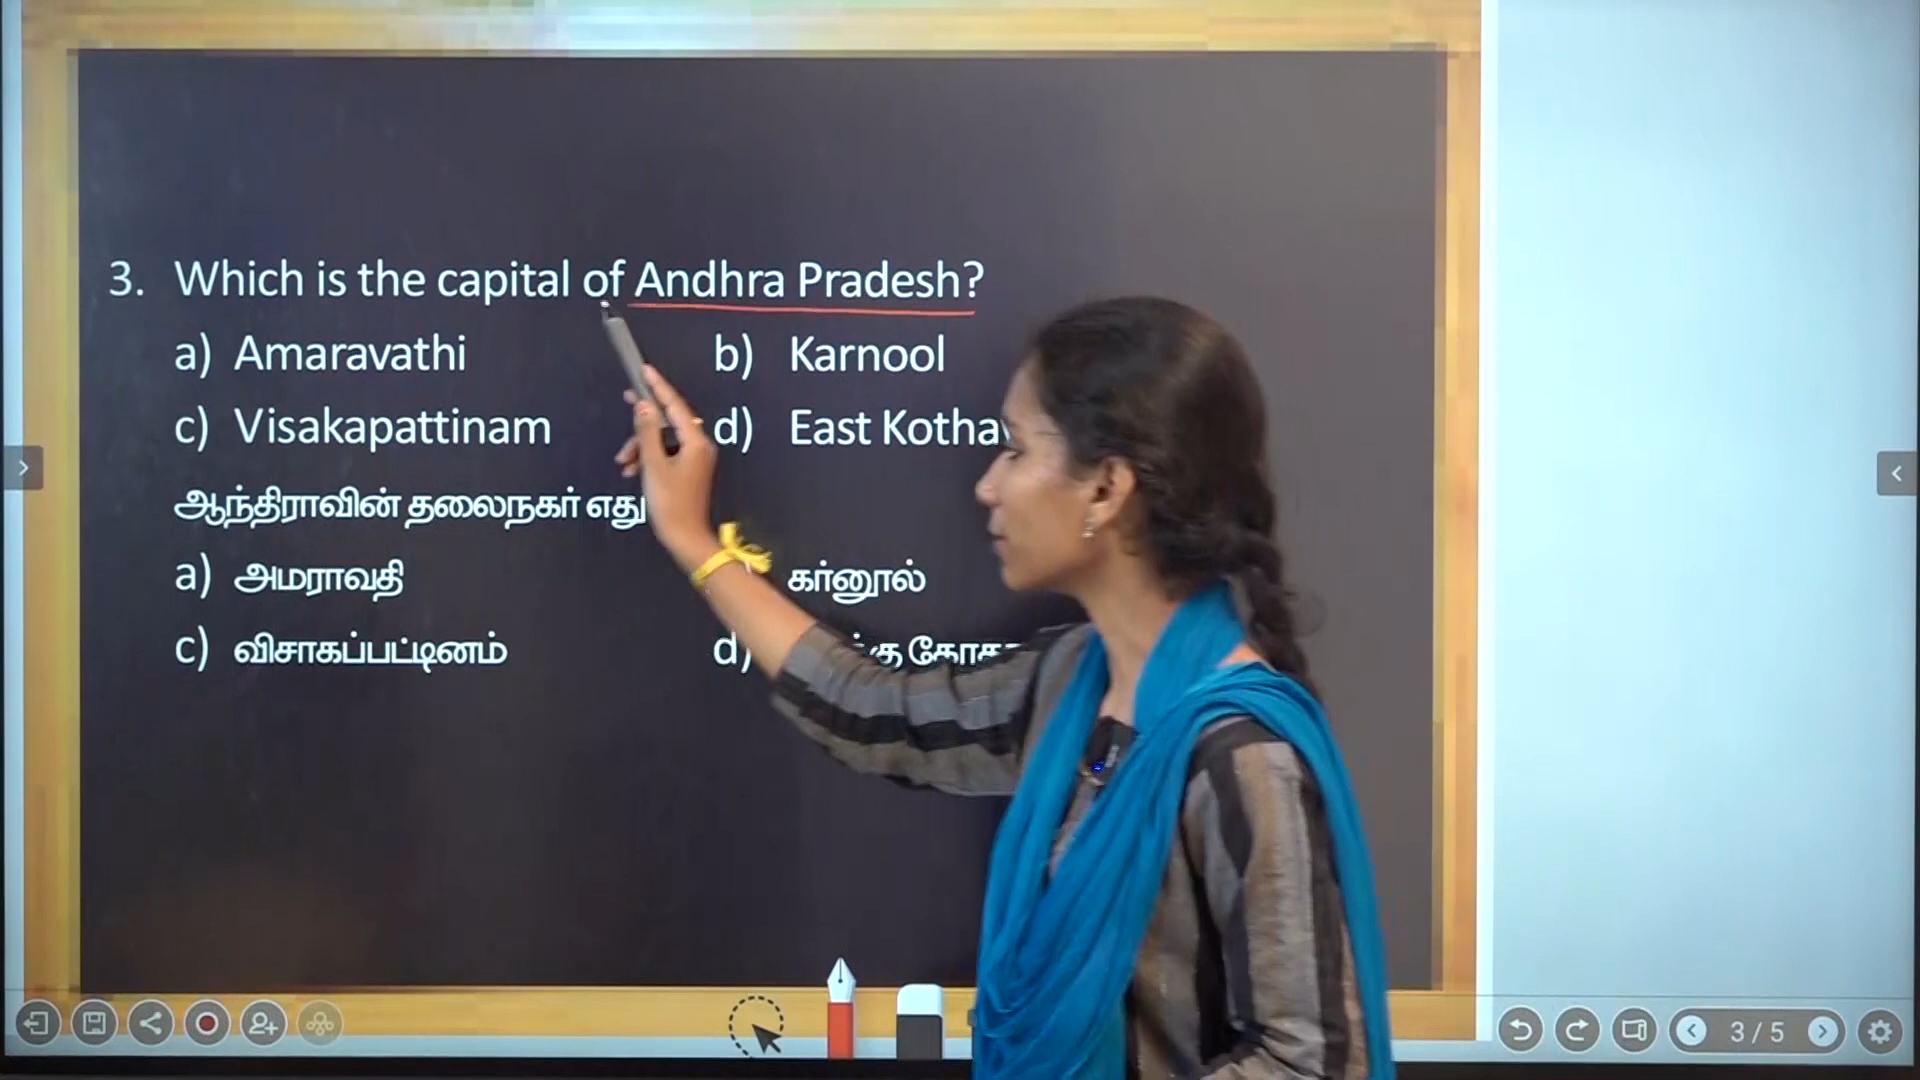 3. Which is the capital of Andhra Pradesh?
a) Amaravathi b) Karnool
c) Visakapattinam d) East
ஆந்திராவின் தலைநகர் எது
a) அமராவதி கர்னூல்
c) விசாகப்பட்டினம் d)
3 / 5